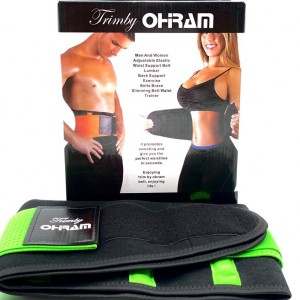 Trimby OHRAM
Men And Women
Adjustable Elastic
Waist Support Belt
Lumbar
Back Support
Exercise
Belts Brace
Slimming Belt Waist
Trainer
it promotes
sweating and
give you the
perfect waistline
in seconds.
Enjoying
trim by ohram
belt, enjoying
life !
OHRAM